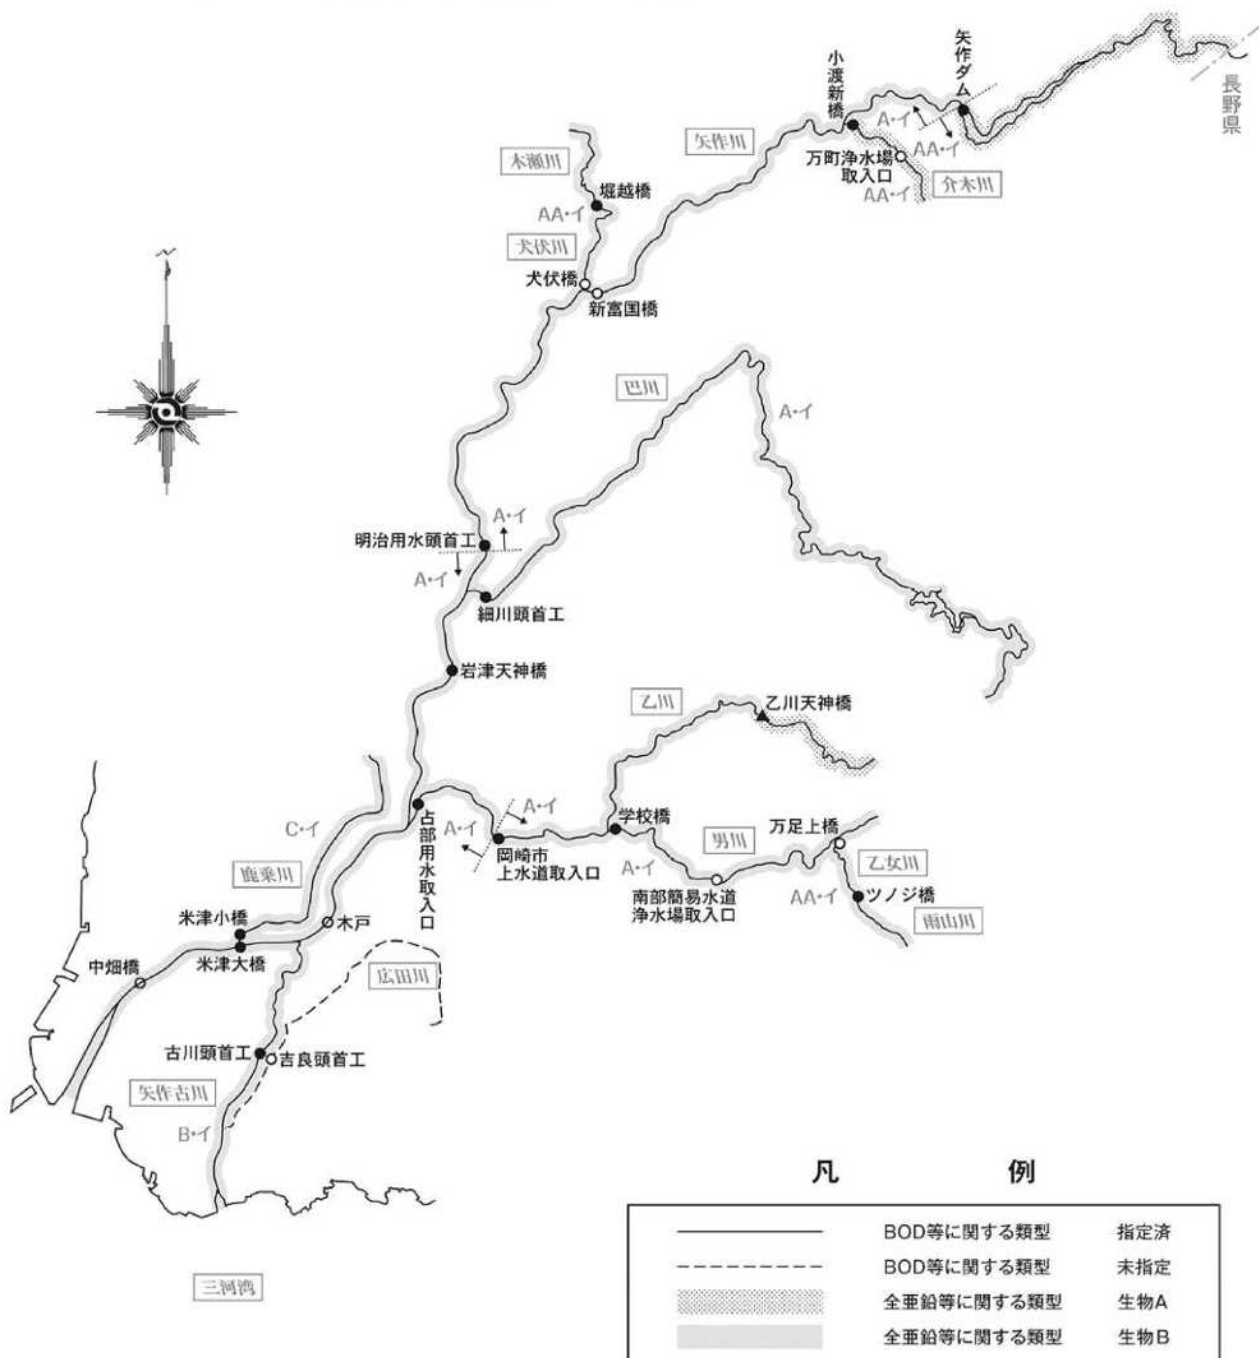 矢作ダム
小渡新橋
長野県
A・イ
AA・イ
矢作川
万町浄水場
取入口
AA・イ
介木川
木瀬川
堀越橋
AA・イ
犬伏川
犬伏橋
新富国橋
巴川
A・イ
A・イ
明治用水頭首工
A・イ
細川頭首工
岩津天神橋
乙川
乙川天神橋
A・イ
A・イ
C・イ
占部用水取入口
学校橋
万足上橋
岡崎市
上水道取入口
男川
A・イ
乙女川
鹿乗川
南部簡易水道
浄水場取入口
AA・イ
ツノジ橋
雨山川
米津小橋
木戸
米津大橋
中畑橋
広田川
古川頭首工
吉良頭首工
矢作古川
B・イ
三河湾
凡 例
BOD等に関する類型 指定済
BOD等に関する類型 未指定
全亜鉛等に関する類型 生物A
全亜鉛等に関する類型 生物B